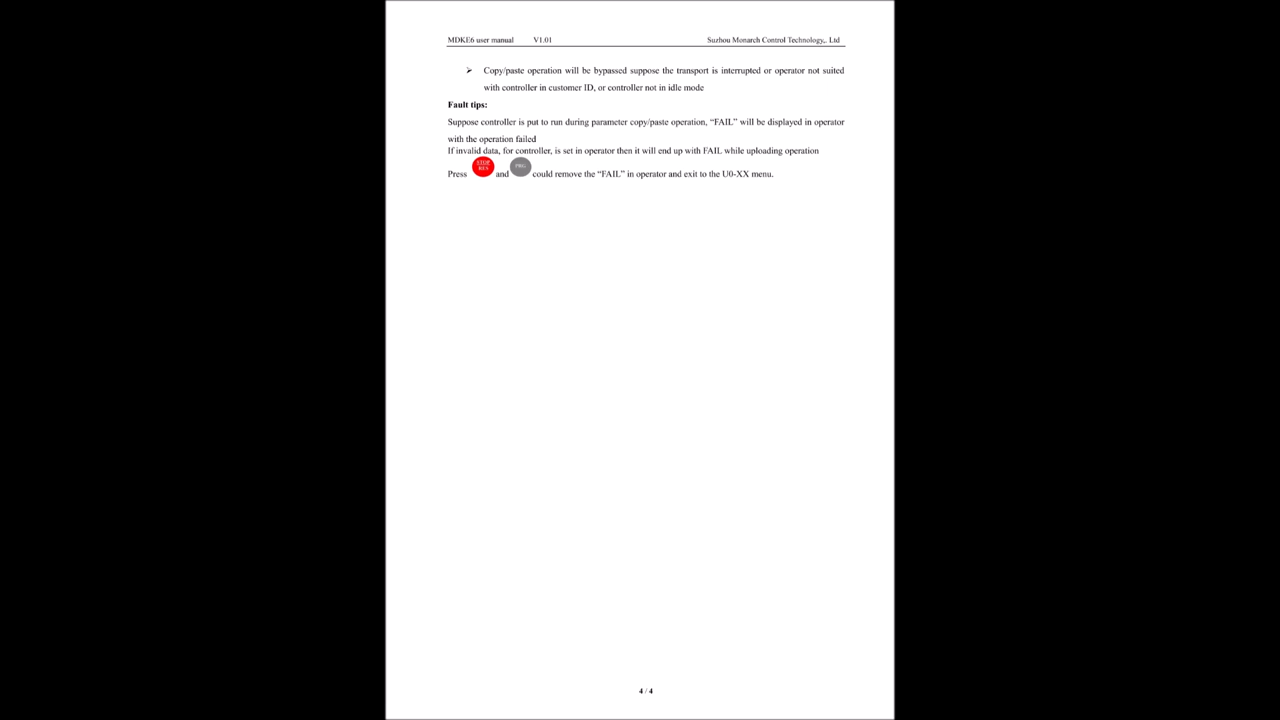 MDKE6 user manual V1.01 Suzhou Monarch Control Technology,. Ltd
➢ Copy/paste operation will be bypassed suppose the transport is interrupted or operator not suited
with controller in customer ID, or controller not in idle mode
Fault tips:
Suppose controller is put to run during parameter copy/paste operation, “FAIL” will be displayed in operator
with the operation failed
If invalid data, for controller, is set in operator then it will end up with FAIL while uploading operation
STOP
RES
PRG
Press and could remove the “FAIL” in operator and exit to the U0-XX menu.
4 / 4